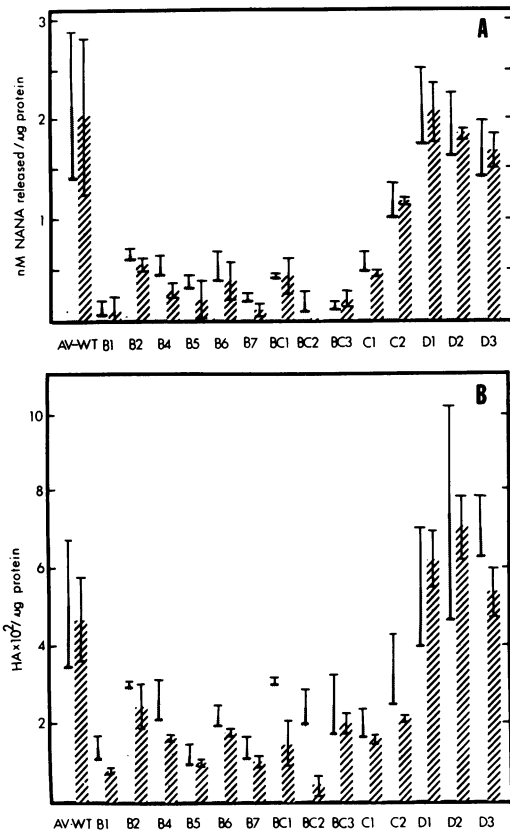 A
3
2
1
nM NANA released/ug protein
AV-WT B1 B2 B4 B5 B6 B7 BC1 BC2 BC3 C1 C2 D1 D2 D3
B
10
8
6
4
2
HA×10²/ug protein
AV-WT B1 B2 B4 B5 B6 B7 BC1 BC2 BC3 C1 C2 D1 D2 D3